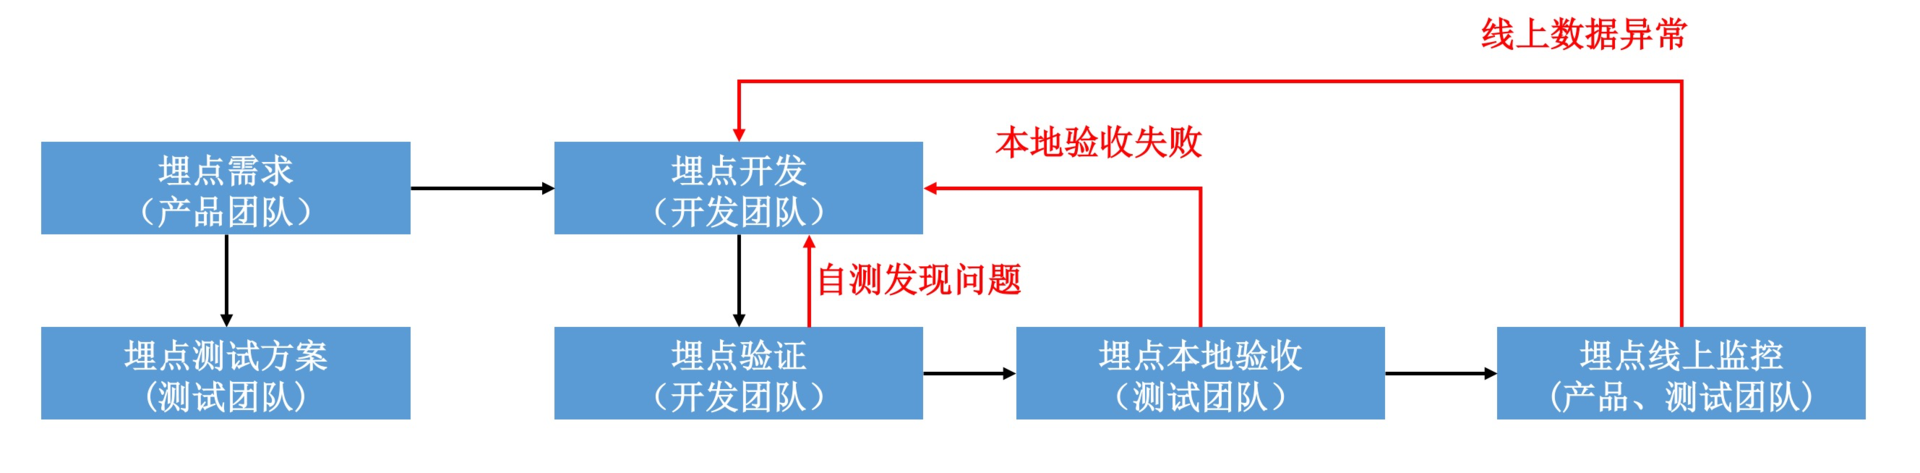 线上数据异常
本地验收失败
埋点需求
（产品团队）
埋点开发
（开发团队）
自测发现问题
埋点测试方案
(测试团队)
埋点验证
（开发团队）
埋点本地验收
（测试团队）
埋点线上监控
(产品、测试团队)